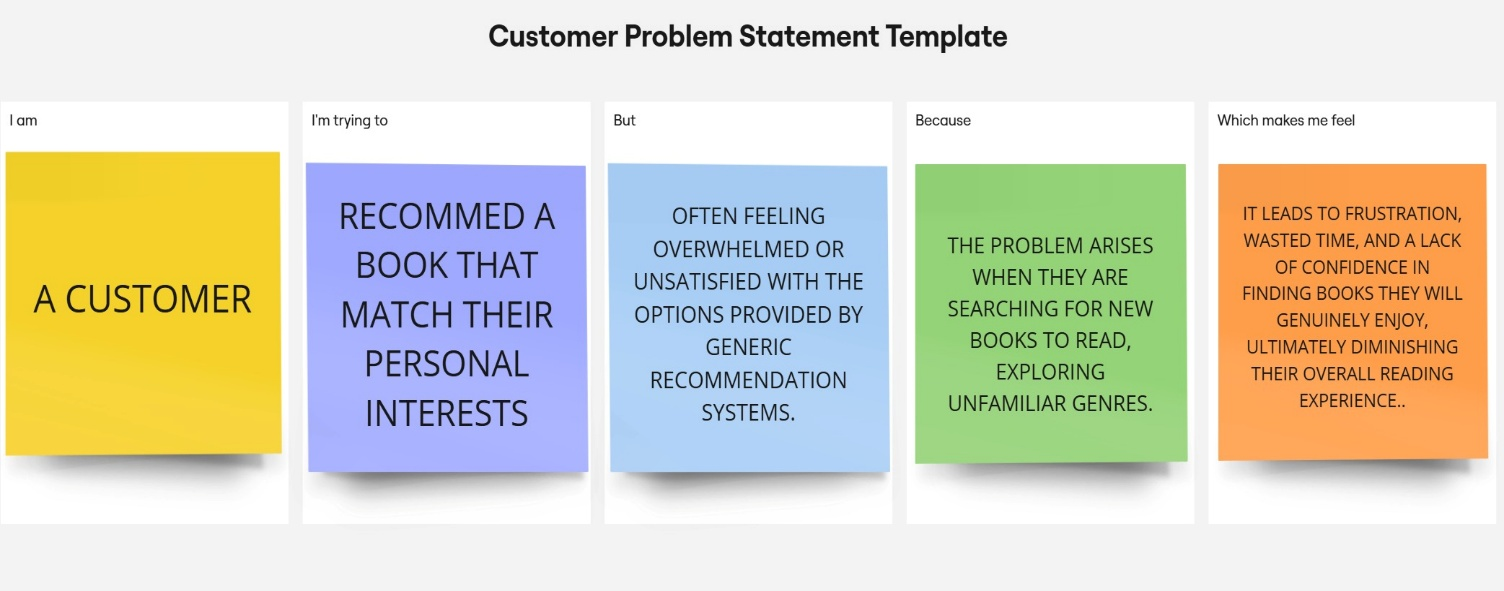 Customer Problem Statement Template
I am
A CUSTOMER
I'm trying to
RECOMMED A
BOOK THAT
MATCH THEIR
PERSONAL
INTERESTS
But
OFTEN FEELING
OVERWHELMED OR
UNSATISFIED WITH THE
OPTIONS PROVIDED BY
GENERIC
RECOMMENDATION
SYSTEMS.
Because
THE PROBLEM ARISES
WHEN THEY ARE
SEARCHING FOR NEW
BOOKS TO READ,
EXPLORING
UNFAMILIAR GENRES.
Which makes me feel
IT LEADS TO FRUSTRATION,
WASTED TIME, AND A LACK
OF CONFIDENCE IN
FINDING BOOKS THEY WILL
GENUINELY ENJOY,
ULTIMATELY DIMINISHING
THEIR OVERALL READING
EXPERIENCE..